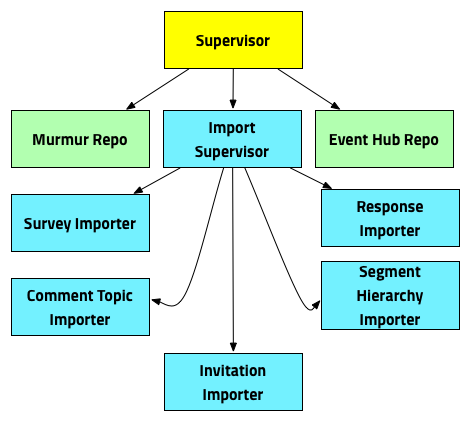 Supervisor
Murmur Repo
Import
Supervisor
Event Hub Repo
Survey Importer
Response
Importer
Comment Topic
Importer
Segment
Hierarchy
Importer
Invitation
Importer